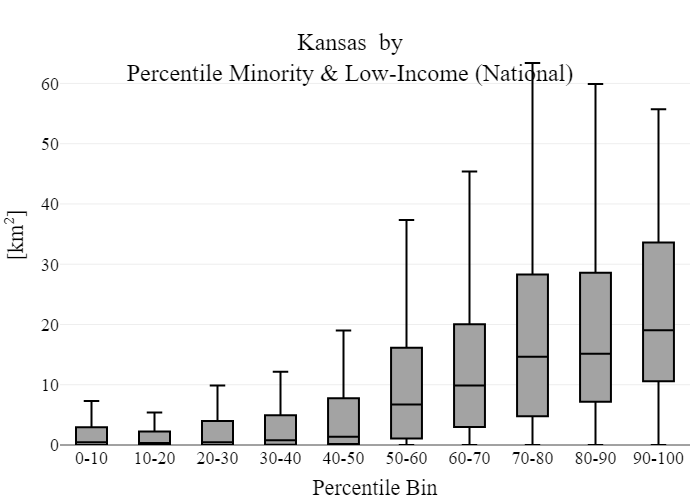 Kansas by
Percentile Minority & Low-Income (National)
[km²]
60
50
40
30
20
10
0
0-10 10-20 20-30 30-40 40-50 50-60 60-70 70-80 80-90 90-100
Percentile Bin